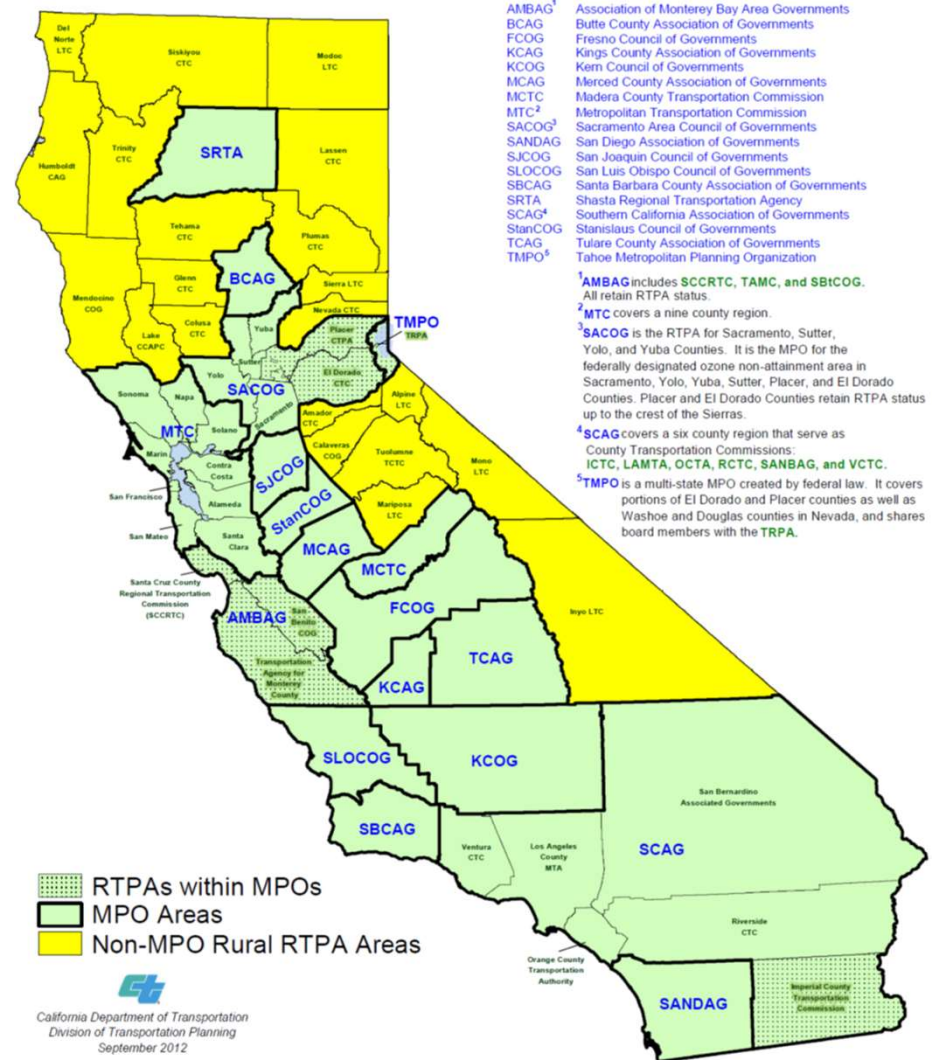 AMBAG1 Association of Monterey Bay Area Governments
BCAG Butte County Association of Governments
FCOG Fresno Council of Governments
KCAG Kings County Association of Governments
KCOG Kern Council of Governments
MCAG Merced County Association of Governments
MCTC Madera County Transportation Commission
MTC2 Metropolitan Transportation Commission
SACOG3 Sacramento Area Council of Governments
SANDAG San Diego Association of Governments
SJCOG San Joaquin Council of Governments
SLOCOG San Luis Obispo Council of Governments
SBCAG Santa Barbara County Association of Governments
SRTA Shasta Regional Transportation Agency
SCAG4 Southern California Association of Governments
StanCOG Stanislaus Council of Governments
TCAG Tulare County Association of Governments
TMPO5 Tahoe Metropolitan Planning Organization
1AMBAG includes SCCRTC, TAMC, and SBtCOG.
All retain RTPA status.
2MTC covers a nine county region.
3SACOG is the RTPA for Sacramento, Sutter,
Yolo, and Yuba Counties. It is the MPO for the
federally designated ozone non-attainment area in
Sacramento, Yolo, Yuba, Sutter, Placer, and El Dorado
Counties. Placer and El Dorado Counties retain RTPA status
up to the crest of the Sierras.
4SCAG covers a six county region that serve as
County Transportation Commissions:
ICTC, LAMTA, OCTA, RCTC, SANBAG, and VCTC.
5TMPO is a multi-state MPO created by federal law. It covers
portions of El Dorado and Placer counties as well as
Washoe and Douglas counties in Nevada, and shares
board members with the TRPA.
Del
Norte
LTC
Siskiyou
CTC
Modoc
LTC
Humboldt
CAG
Trinity
CTC
SRTA
Lassen
CTC
Tehama
CTC
Plumas
CTC
BCAG
Mendocino
COG
Glenn
CTC
Sierra LTC
Nevada CTC
Lake
CCAPC
Colusa
CTC
Yuba
Sutter
Placer
CTPA
TMPO
TRPA
El Dorado
CTC
Yolo
SACOG
Sacramento
Sonoma
Napa
Solano
MTC
Marin
Contra
Costa
San Francisco
Alameda
San Mateo
Santa
Clara
Alpine
LTC
Amador
CTC
Calaveras
COG
Tuolumne
TCTC
Mono
LTC
Mariposa
LTC
SJCOG
StanCOG
MCAG
MCTC
Santa Cruz County
Regional Transportation
Commission
(SCCRTC)
AMBAG
San
Benito
COG
Transportation
Agency for
Monterey
County
FCOG
Inyo LTC
TCAG
KCAG
SLOCOG
KCOG
SBCAG
San Bernardino
Associated Governments
Ventura
CTC
Los Angeles
County
MTA
SCAG
Riverside
CTC
Orange County
Transportation
Authority
SANDAG
Imperial County
Transportation
Commission
RTPAs within MPOs
MPO Areas
Non-MPO Rural RTPA Areas
Ct
California Department of Transportation
Division of Transportation Planning
September 2012